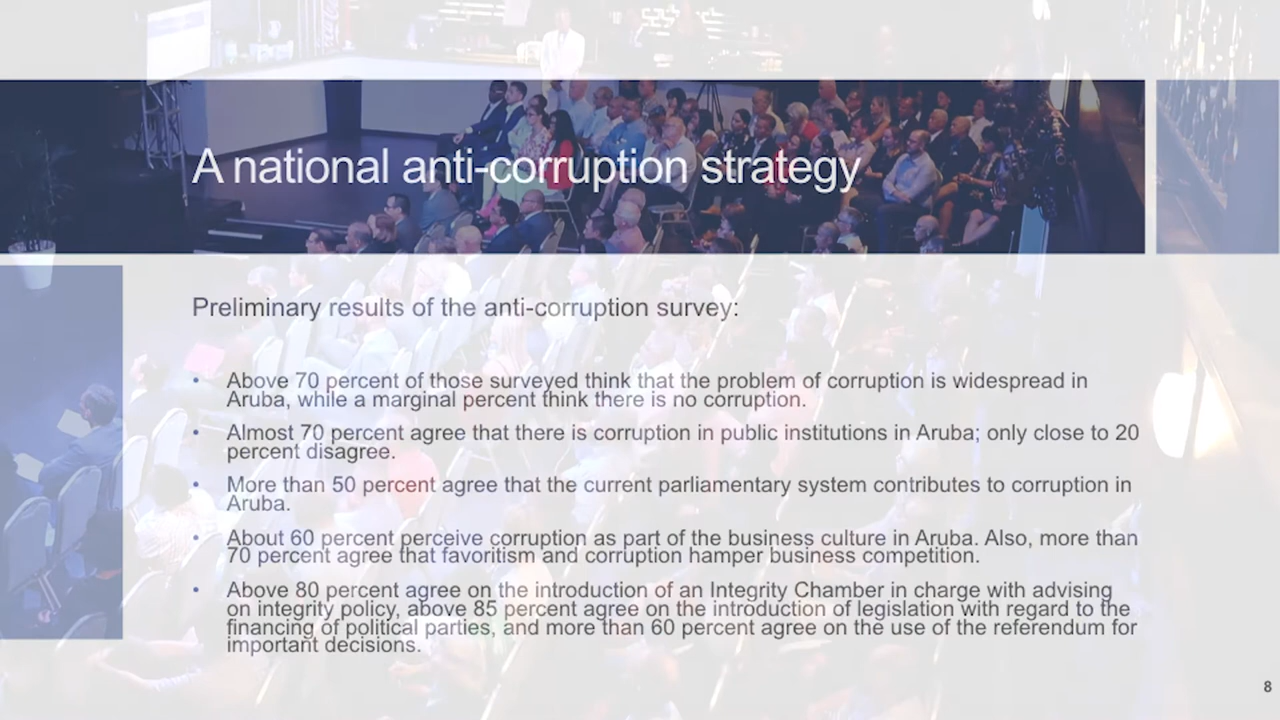 A national anti-corruption strategy
Preliminary results of the anti-corruption survey:
• Above 70 percent of those surveyed think that the problem of corruption is widespread in
Aruba, while a marginal percent think there is no corruption.
• Almost 70 percent agree that there is corruption in public institutions in Aruba; only close to 20
percent disagree.
• More than 50 percent agree that the current parliamentary system contributes to corruption in
Aruba.
• About 60 percent perceive corruption as part of the business culture in Aruba. Also, more than
70 percent agree that favoritism and corruption hamper business competition.
• Above 80 percent agree on the introduction of an Integrity Chamber in charge with advising
on integrity policy, above 85 percent agree on the introduction of legislation with regard to the
financing of political parties, and more than 60 percent agree on the use of the referendum for
important decisions.
8